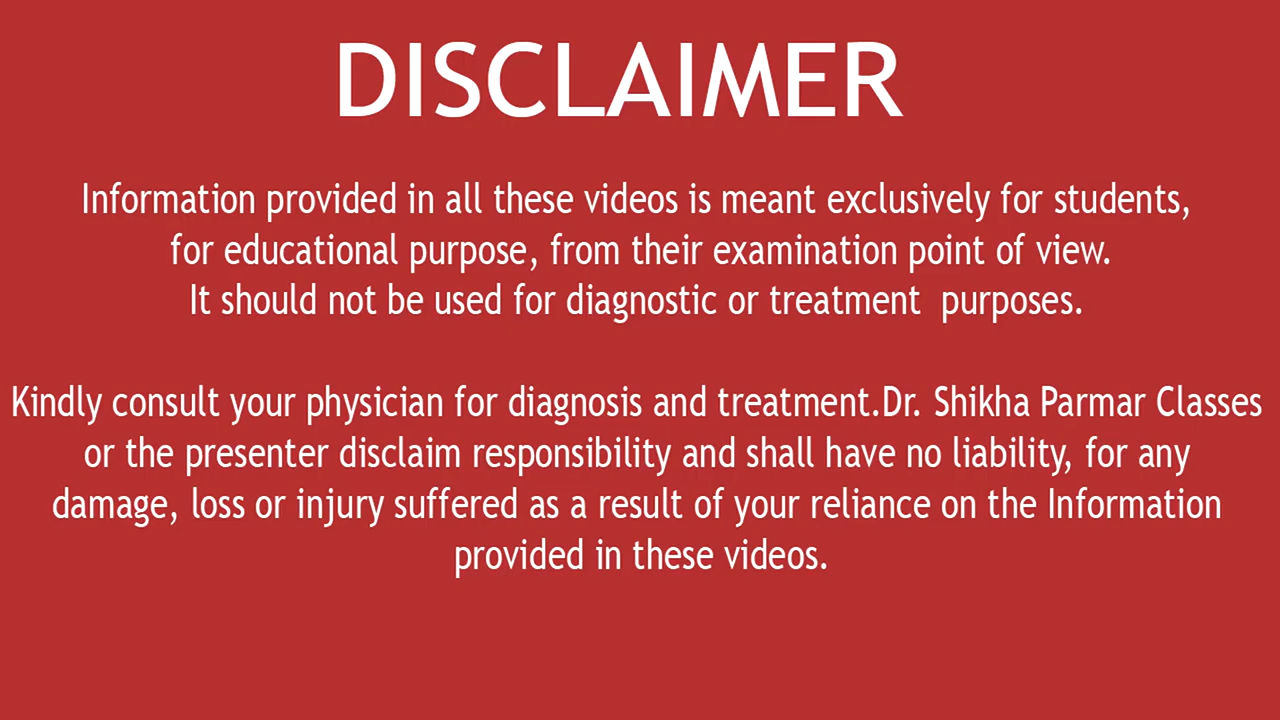 DISCLAIMER
Information provided in all these videos is meant exclusively for students,
for educational purpose, from their examination point of view.
It should not be used for diagnostic or treatment  purposes.
Kindly consult your physician for diagnosis and treatment.Dr. Shikha Parmar Classes
or the presenter disclaim responsibility and shall have no liability, for any
damage, loss or injury suffered as a result of your reliance on the Information
provided in these videos.